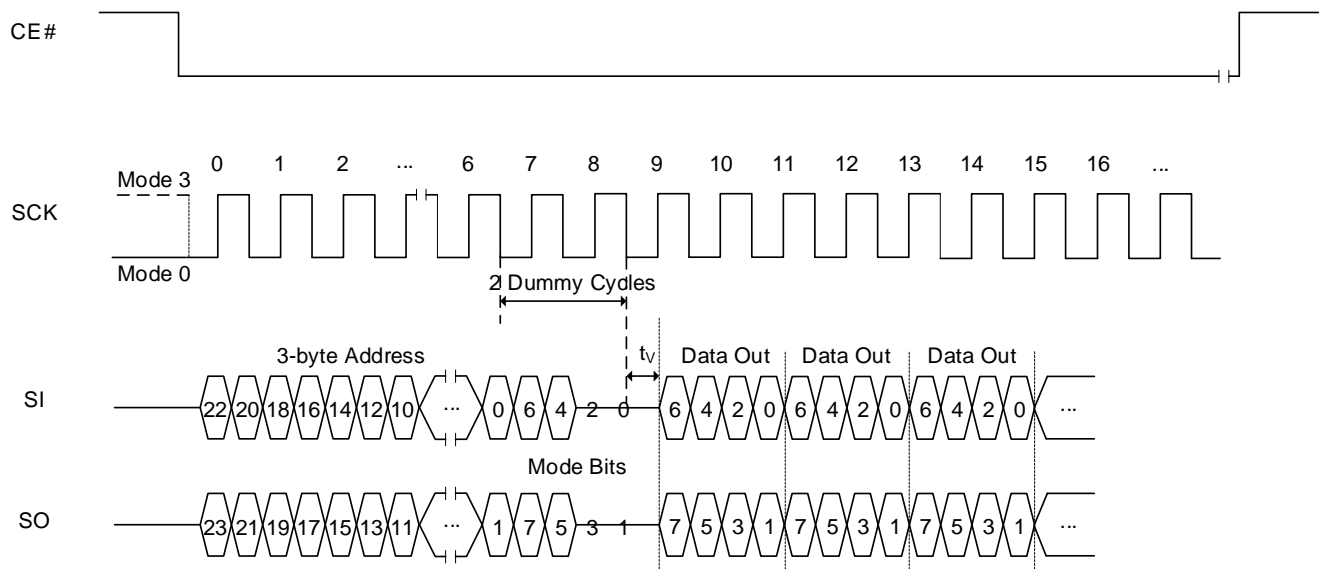 CE#
0 1 2 ... 6 7 8 9 10 11 12 13 14 15 16 ...
Mode 3
SCK
Mode 0
2 Dummy Cycles
3-byte Address tV Data Out Data Out Data Out
SI 22 20 18 16 14 12 10 ... 0 6 4 2 0 6 4 2 0 6 4 2 0 6 4 2 0 ...
Mode Bits
SO 23 21 19 17 15 13 11 ... 1 7 5 3 1 7 5 3 1 7 5 3 1 7 5 3 1 ...